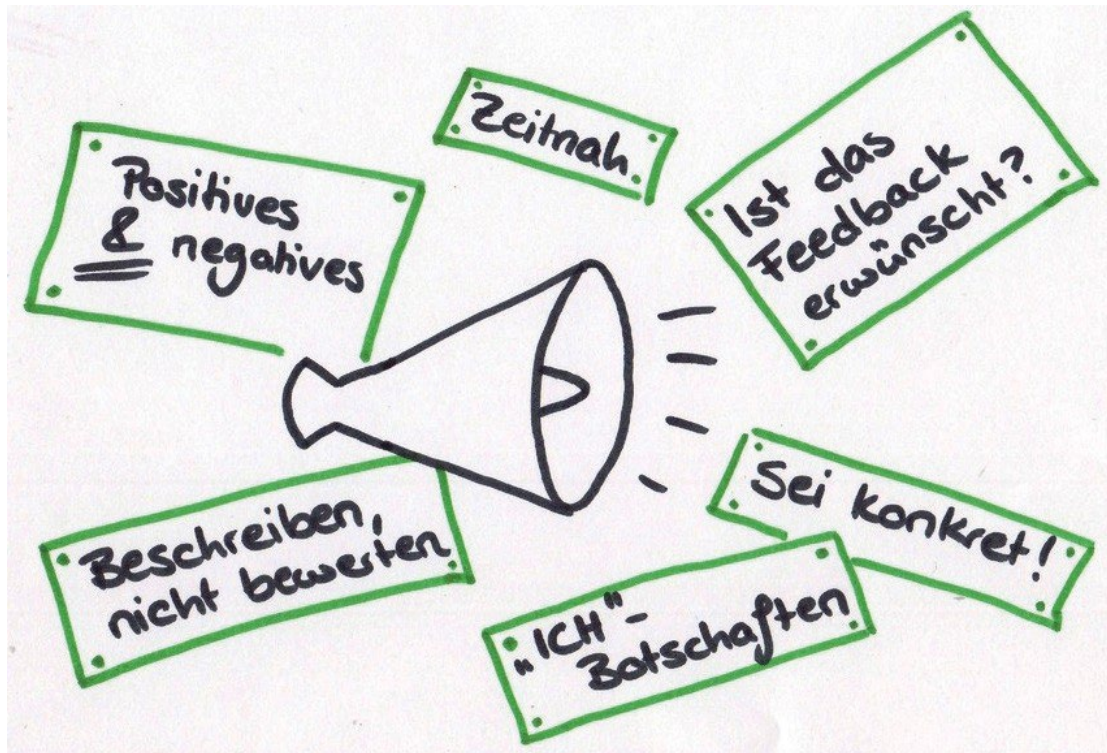 Zeitnah
Positives
& negatives
Ist das
Feedback
erwünscht?
Beschreiben,
nicht bewerten
Sei konkret!
„ICH"-
Botschaften